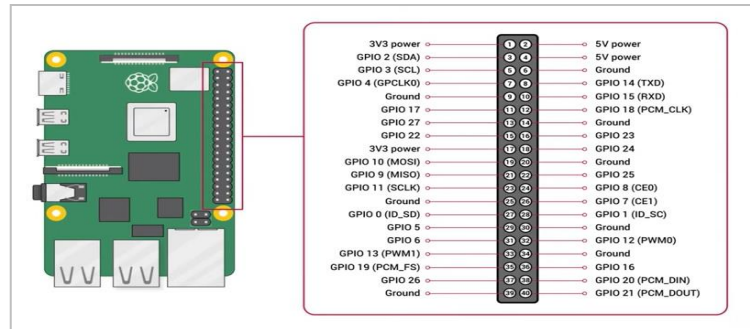 3V3 power 1 2 5V power
GPIO 2 (SDA) 3 4 5V power
GPIO 3 (SCL) 5 6 Ground
GPIO 4 (GPCLK0) 7 8 GPIO 14 (TXD)
Ground 9 10 GPIO 15 (RXD)
GPIO 17 11 12 GPIO 18 (PCM_CLK)
GPIO 27 13 14 Ground
GPIO 22 15 16 GPIO 23
3V3 power 17 18 GPIO 24
GPIO 10 (MOSI) 19 20 Ground
GPIO 9 (MISO) 21 22 GPIO 25
GPIO 11 (SCLK) 23 24 GPIO 8 (CE0)
Ground 25 26 GPIO 7 (CE1)
GPIO 0 (ID_SD) 27 28 GPIO 1 (ID_SC)
GPIO 5 29 30 Ground
GPIO 6 31 32 GPIO 12 (PWM0)
GPIO 13 (PWM1) 33 34 Ground
GPIO 19 (PCM_FS) 35 36 GPIO 16
GPIO 26 37 38 GPIO 20 (PCM_DIN)
Ground 39 40 GPIO 21 (PCM_DOUT)